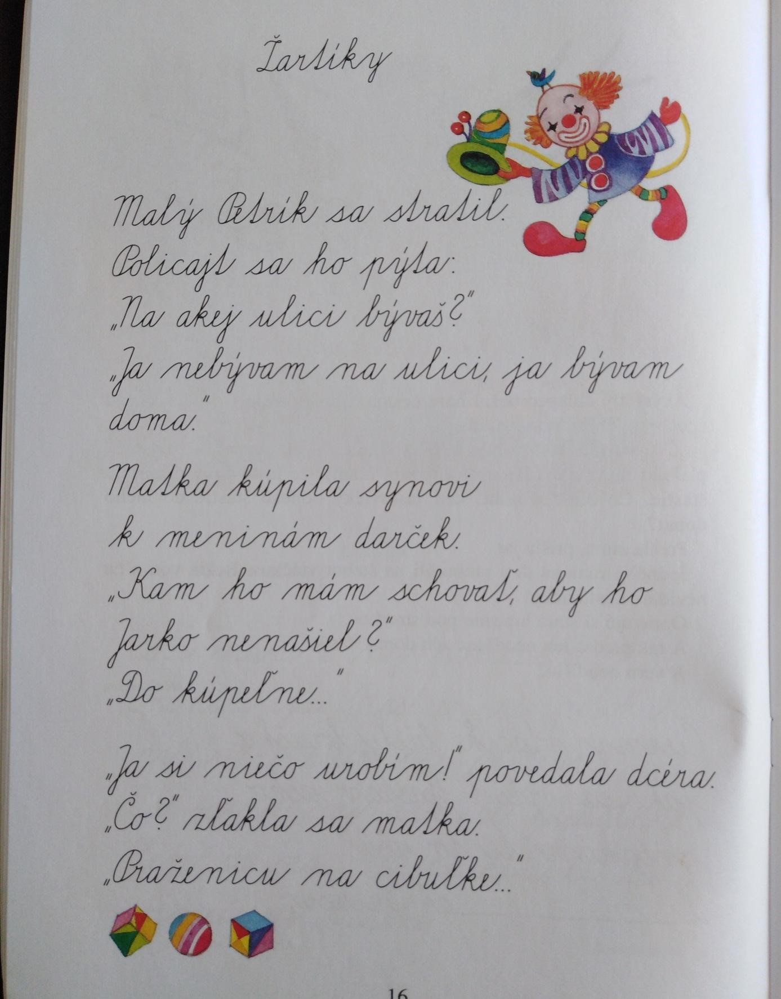 Žartíky
Malý Petrík sa stratil.
Policajt sa ho pýta:
„Na akej ulici bývaš?“
„Ja nebývam na ulici, ja bývam
doma.“
Matka kúpila synovi
k meninám darček.
„Kam ho mám schovať, aby ho
Jarko nenašiel?“
„Do kúpeľne...“
„Ja si niečo urobím!“ povedala dcéra.
„Čo?“ zľakla sa matka.
„Praženicu na cibuľke...“
16